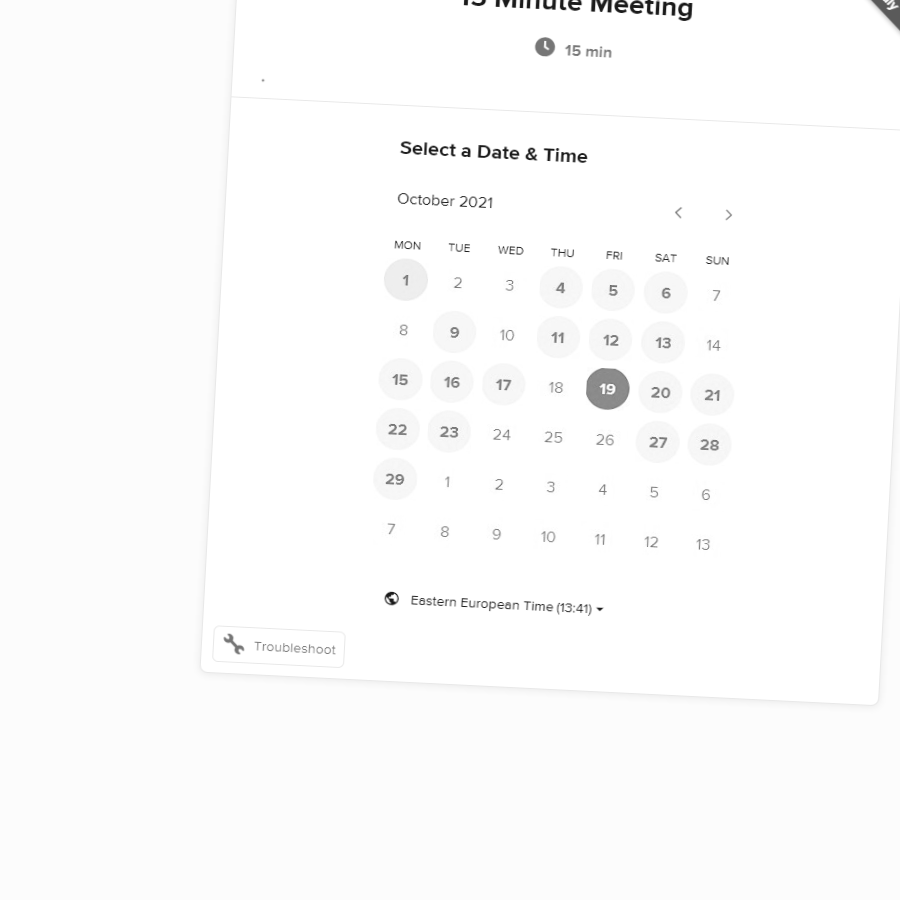 15 Minute Meeting
15 min
Select a Date & Time
October 2021
MON TUE WED THU FRI SAT SUN
1 2 3 4 5 6 7
8 9 10 11 12 13 14
15 16 17 18 19 20 21
22 23 24 25 26 27 28
29 1 2 3 4 5 6
7 8 9 10 11 12 13
Eastern European Time (13:41)
Troubleshoot